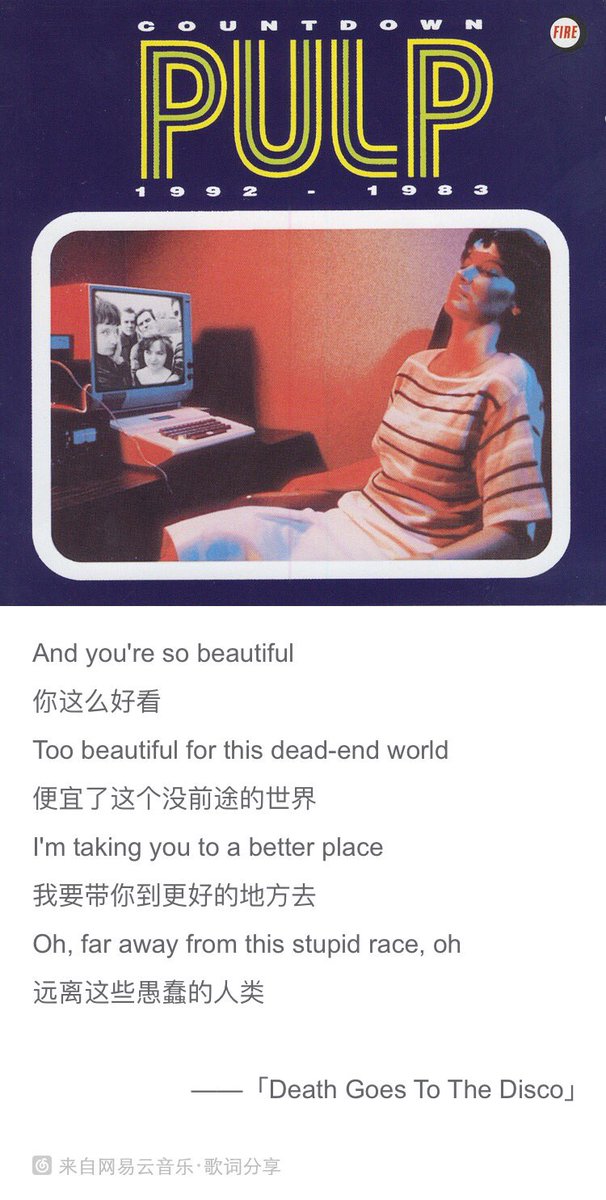 COUNTDOWN
FIRE
PULP
1992 - 1983
And you're so beautiful
你这么好看
Too beautiful for this dead-end world
便宜了这个没前途的世界
I'm taking you to a better place
我要带你到更好的地方去
Oh, far away from this stupid race, oh
远离这些愚蠢的人类
——「Death Goes To The Disco」
来自网易云音乐·歌词分享